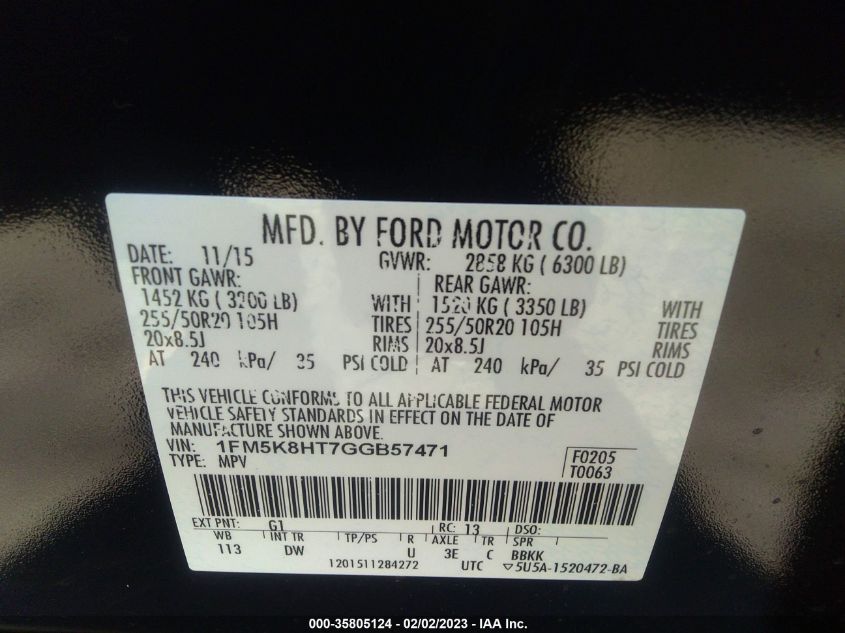 MFD. BY FORD MOTOR CO.
DATE: 11/15 GVWR: 2858 KG ( 6300 LB)
FRONT GAWR: REAR GAWR:
1452 KG ( 3200 LB) WITH 1520 KG ( 3350 LB) WITH
255/50R20 105H TIRES 255/50R20 105H TIRES
20x8.5J RIMS 20x8.5J RIMS
AT 240 kPa/ 35 PSI COLD AT 240 kPa/ 35 PSI COLD
THIS VEHICLE CONFORMS TO ALL APPLICABLE FEDERAL MOTOR
VEHICLE SAFETY STANDARDS IN EFFECT ON THE DATE OF
MANUFACTURE SHOWN ABOVE.
VIN: 1FM5K8HT7GGB57471 F0205
TYPE: MPV T0063
EXT PNT: G1 RC: 13 DSO:
WB INT TR TP/PS R AXLE TR SPR
113 DW U 3E C BBKK
1201511284272 UTC ▽5U5A-1520472-BA
000-35805124 - 02/02/2023 - IAA Inc.